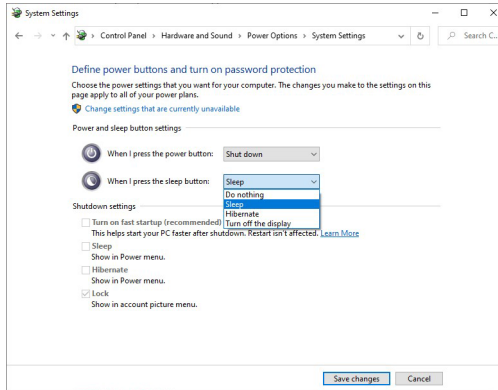 System Settings
Control Panel > Hardware and Sound > Power Options > System Settings
Search C...
Define power buttons and turn on password protection
Choose the power settings that you want for your computer. The changes you make to the settings on this
page apply to all of your power plans.
Change settings that are currently unavailable
Power and sleep button settings
When I press the power button: Shut down
When I press the sleep button: Sleep
Do nothing
Sleep
Hibernate
Turn off the display
Shutdown settings
Turn on fast startup (recommended)
This helps start your PC faster after shutdown. Restart isn't affected. Learn More
Sleep
Show in Power menu.
Hibernate
Show in Power menu.
Lock
Show in account picture menu.
Save changes Cancel